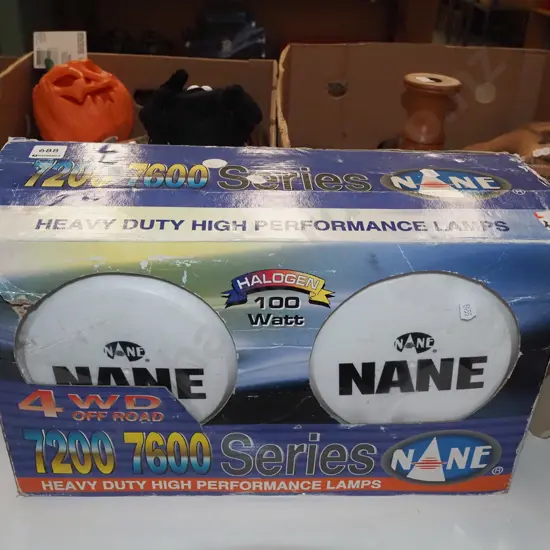 688
7200 7600 Series NANE ®
HEAVY DUTY HIGH PERFORMANCE LAMPS
HALOGEN
100
Watt
NANE
NANE
NANE
NANE
4WD
OFF ROAD
7200 7600 Series NANE ®
HEAVY DUTY HIGH PERFORMANCE LAMPS